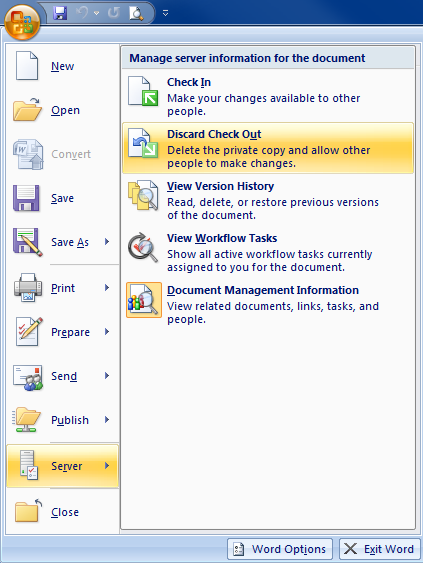 New
Open
Convert
Save
Save As
Print
Prepare
Send
Publish
Server
Close
Manage server information for the document
Check In
Make your changes available to other
people.
Discard Check Out
Delete the private copy and allow other
people to make changes.
View Version History
Read, delete, or restore previous versions
of the document.
View Workflow Tasks
Show all active workflow tasks currently
assigned to you for the document.
Document Management Information
View related documents, links, tasks, and
people.
Word Options
Exit Word